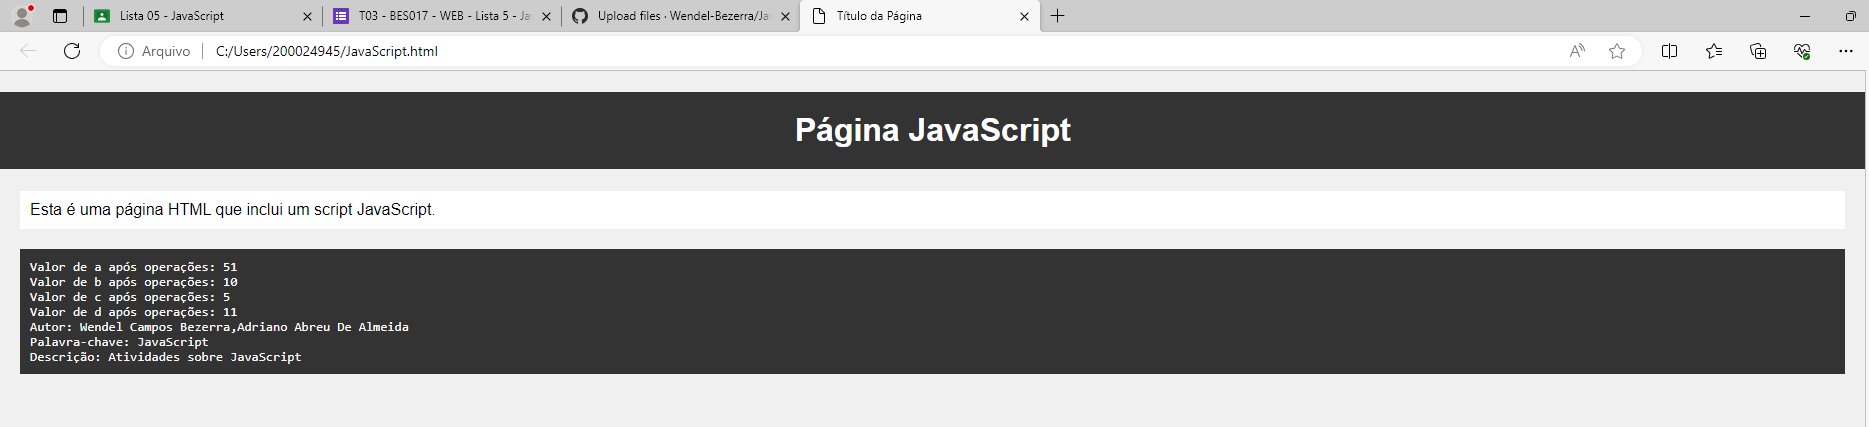 Lista 05 - JavaScript
T03 - BES017 - WEB - Lista 5 - Ja
Upload files · Wendel-Bezerra/Ja
Título da Página
Arquivo
C:/Users/200024945/JavaScript.html
Página JavaScript
Esta é uma página HTML que inclui um script JavaScript.
Valor de a após operações: 51
Valor de b após operações: 10
Valor de c após operações: 5
Valor de d após operações: 11
Autor: Wendel Campos Bezerra,Adriano Abreu De Almeida
Palavra-chave: JavaScript
Descrição: Atividades sobre JavaScript